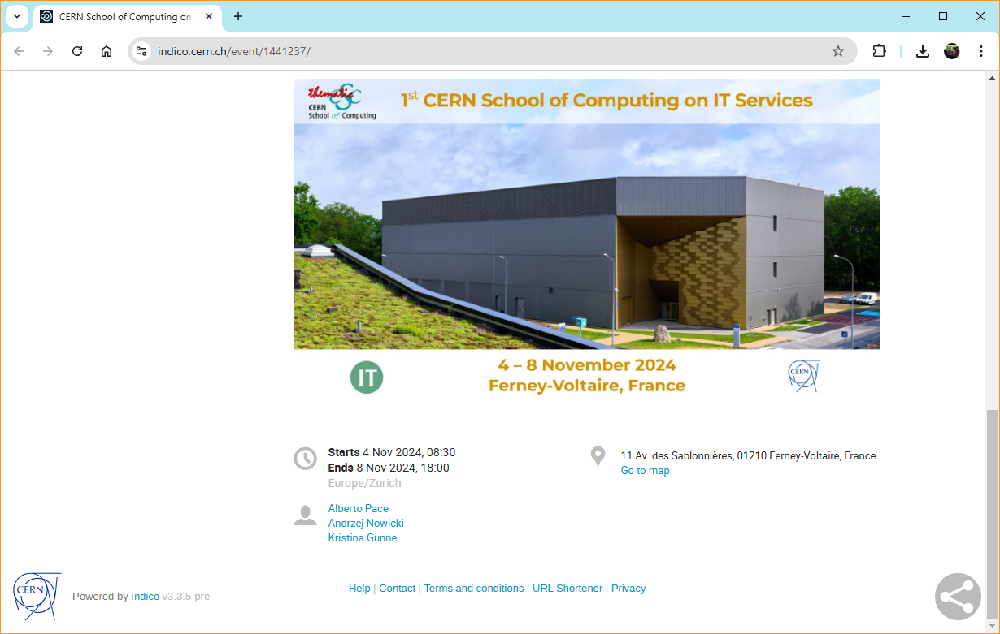 CERN School of Computing on
indico.cern.ch/event/1441237/
thematic
CERN
School of Computing
1st CERN School of Computing on IT Services
IT
4 – 8 November 2024
Ferney-Voltaire, France
CERN
Starts 4 Nov 2024, 08:30
Ends 8 Nov 2024, 18:00
Europe/Zurich
11 Av. des Sablonnières, 01210 Ferney-Voltaire, France
Go to map
Alberto Pace
Andrzej Nowicki
Kristina Gunne
CERN
Powered by Indico v3.3.5-pre
Help | Contact | Terms and conditions | URL Shortener | Privacy